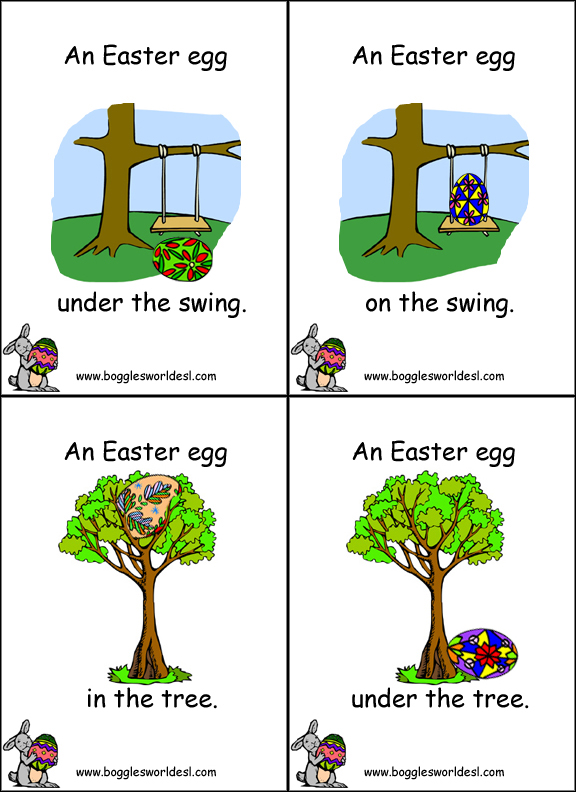 An Easter egg
under the swing.
www.bogglesworldesl.com
An Easter egg
on the swing.
www.bogglesworldesl.com
An Easter egg
in the tree.
www.bogglesworldesl.com
An Easter egg
under the tree.
www.bogglesworldesl.com